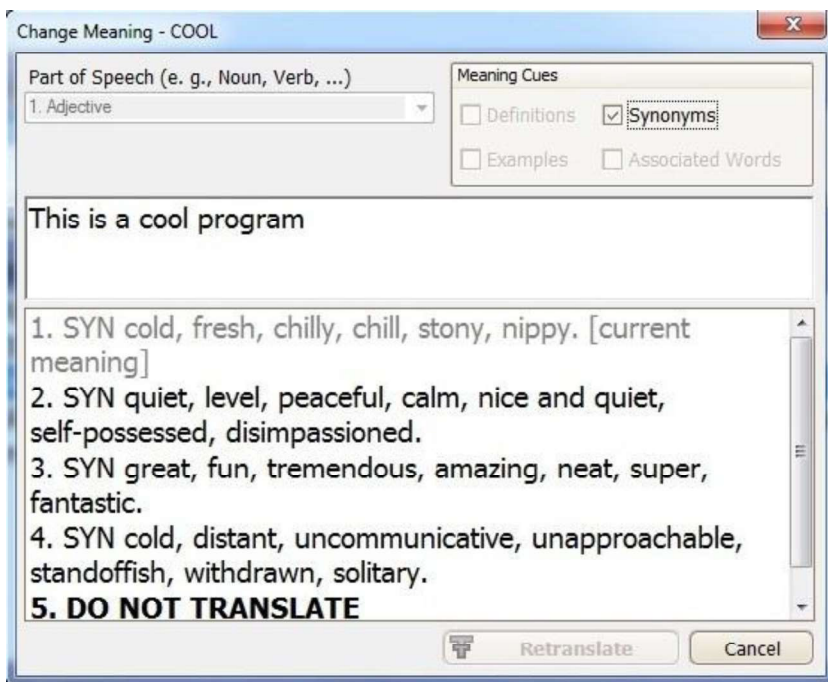 Change Meaning - COOL
Part of Speech (e. g., Noun, Verb, ...)
1. Adjective
Meaning Cues
Definitions
Synonyms
Examples
Associated Words
This is a cool program
1. SYN cold, fresh, chilly, chill, stony, nippy. [current
meaning]
2. SYN quiet, level, peaceful, calm, nice and quiet,
self-possessed, disimpassioned.
3. SYN great, fun, tremendous, amazing, neat, super,
fantastic.
4. SYN cold, distant, uncommunicative, unapproachable,
standoffish, withdrawn, solitary.
5. DO NOT TRANSLATE
Retranslate
Cancel